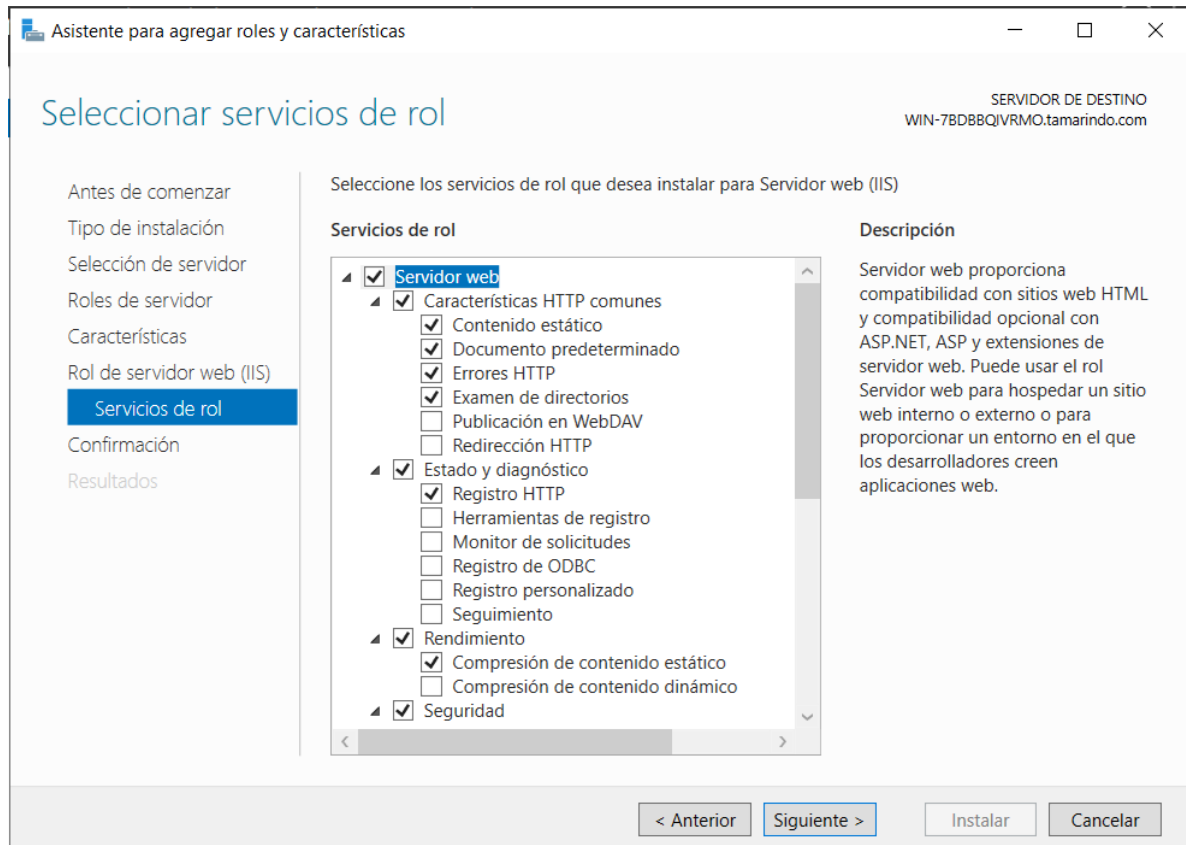 Asistente para agregar roles y características
Seleccionar servicios de rol
SERVIDOR DE DESTINO
WIN-7BDBBQIVRMO.tamarindo.com
Antes de comenzar
Tipo de instalación
Selección de servidor
Roles de servidor
Características
Rol de servidor web (IIS)
Servicios de rol
Confirmación
Resultados
Seleccione los servicios de rol que desea instalar para Servidor web (IIS)
Servicios de rol
Servidor web
Características HTTP comunes
Contenido estático
Documento predeterminado
Errores HTTP
Examen de directorios
Publicación en WebDAV
Redirección HTTP
Estado y diagnóstico
Registro HTTP
Herramientas de registro
Monitor de solicitudes
Registro de ODBC
Registro personalizado
Seguimiento
Rendimiento
Compresión de contenido estático
Compresión de contenido dinámico
Seguridad
Descripción
Servidor web proporciona
compatibilidad con sitios web HTML
y compatibilidad opcional con
ASP.NET, ASP y extensiones de
servidor web. Puede usar el rol
Servidor web para hospedar un sitio
web interno o externo o para
proporcionar un entorno en el que
los desarrolladores creen
aplicaciones web.
< Anterior
Siguiente >
Instalar
Cancelar